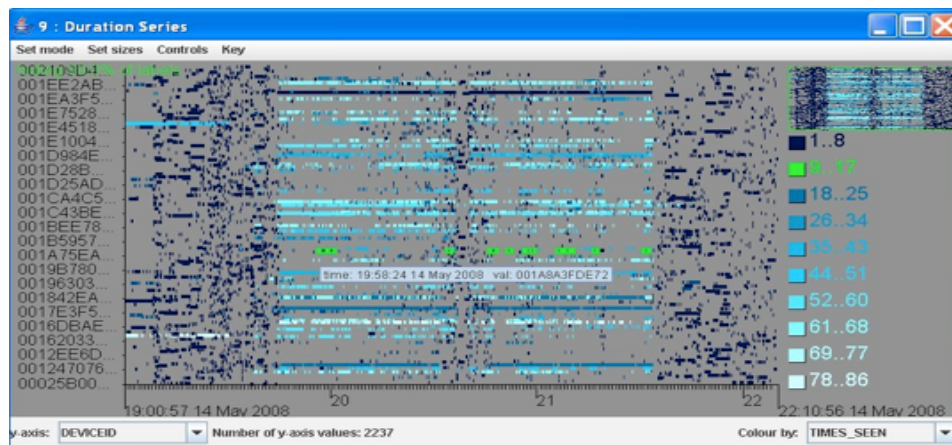 9 : Duration Series
Set mode Set sizes Controls Key
002109D4...
001EE2AB...
001EA3F5...
001E7528...
001E4518...
001E1004...
001D984E...
001D28B...
001D25AD...
001CA4C5...
001C43BE...
001BEE78...
001B5957...
001A75EA...
0019B780...
00196303...
001842EA...
0017E3F5...
0016DBAE...
00162033...
0012EE6D...
001247076...
00025B00...
time: 19:58:24 14 May 2008 val: 001A8A3FDE72
1..8
9..17
18..25
26..34
35..43
44..51
52..60
61..68
69..77
78..86
20 21 22
19:00:57 14 May 2008 22:10:56 14 May 2008
y-axis: DEVICEID Number of y-axis values: 2237 Colour by: TIMES_SEEN